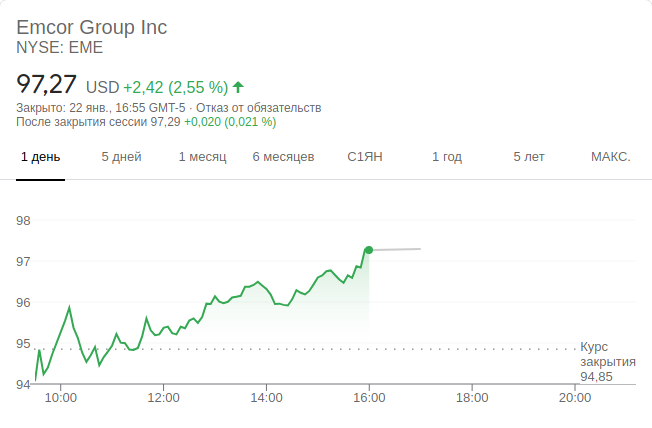 Emcor Group Inc
NYSE: EME
97,27 USD +2,42 (2,55 %)
Закрыто: 22 янв., 16:55 GMT-5 · Отказ от обязательств
После закрытия сессии 97,29 +0,020 (0,021 %)
1 день 5 дней 1 месяц 6 месяцев С1ЯН 1 год 5 лет МАКС.
98
97
96
95
Курс
закрытия
94,85
94
10:00 12:00 14:00 16:00 18:00 20:00